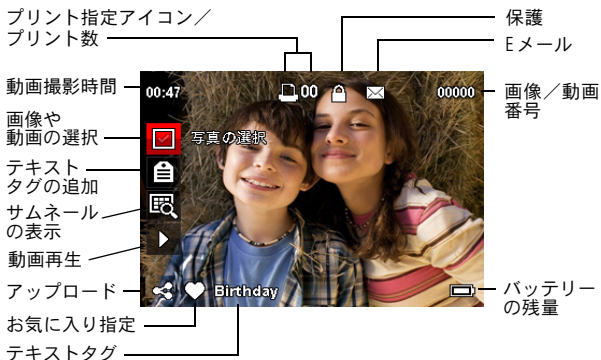 プリント指定アイコン／
プリント数
動画撮影時間
画像や
動画の選択
テキスト
タグの追加
サムネール
の表示
動画再生
アップロード
お気に入り指定
テキストタグ
00:47
00
00000
写真の選択
Birthday
保護
Eメール
画像／動画
番号
バッテリー
の残量